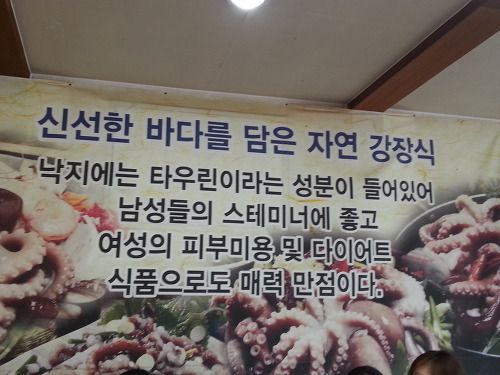 신선한 바다를 담은 자연 강장식
낙지에는 타우린이라는 성분이 들어있어
남성들의 스테미너에 좋고
여성의 피부미용 및 다이어트
식품으로도 매력 만점이다.